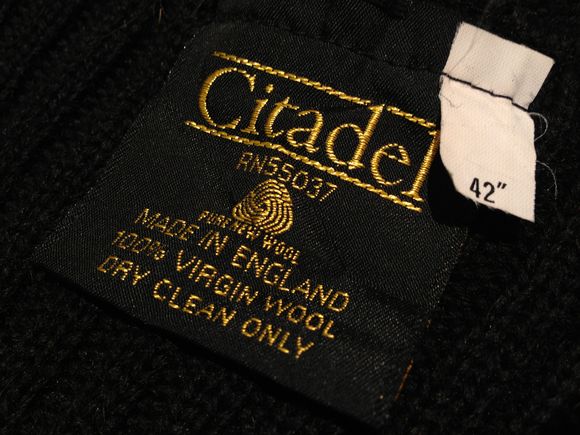 Citadel
RN55037
PURE NEW WOOL
MADE IN ENGLAND
100% VIRGIN WOOL
DRY CLEAN ONLY
42"